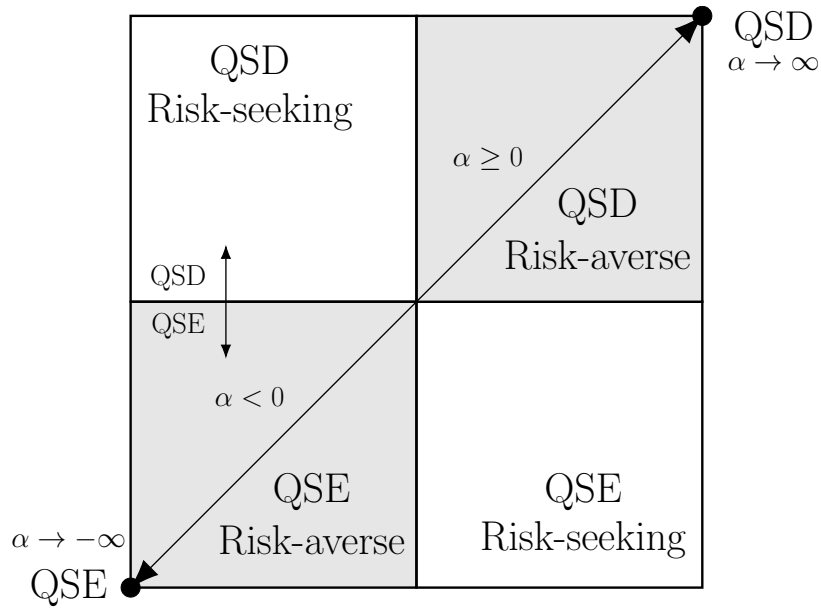 QSD
Risk-seeking
QSD
α → ∞
α ≥ 0
QSD
Risk-averse
QSD
QSE
α < 0
QSE
Risk-averse
QSE
Risk-seeking
α → −∞
QSE